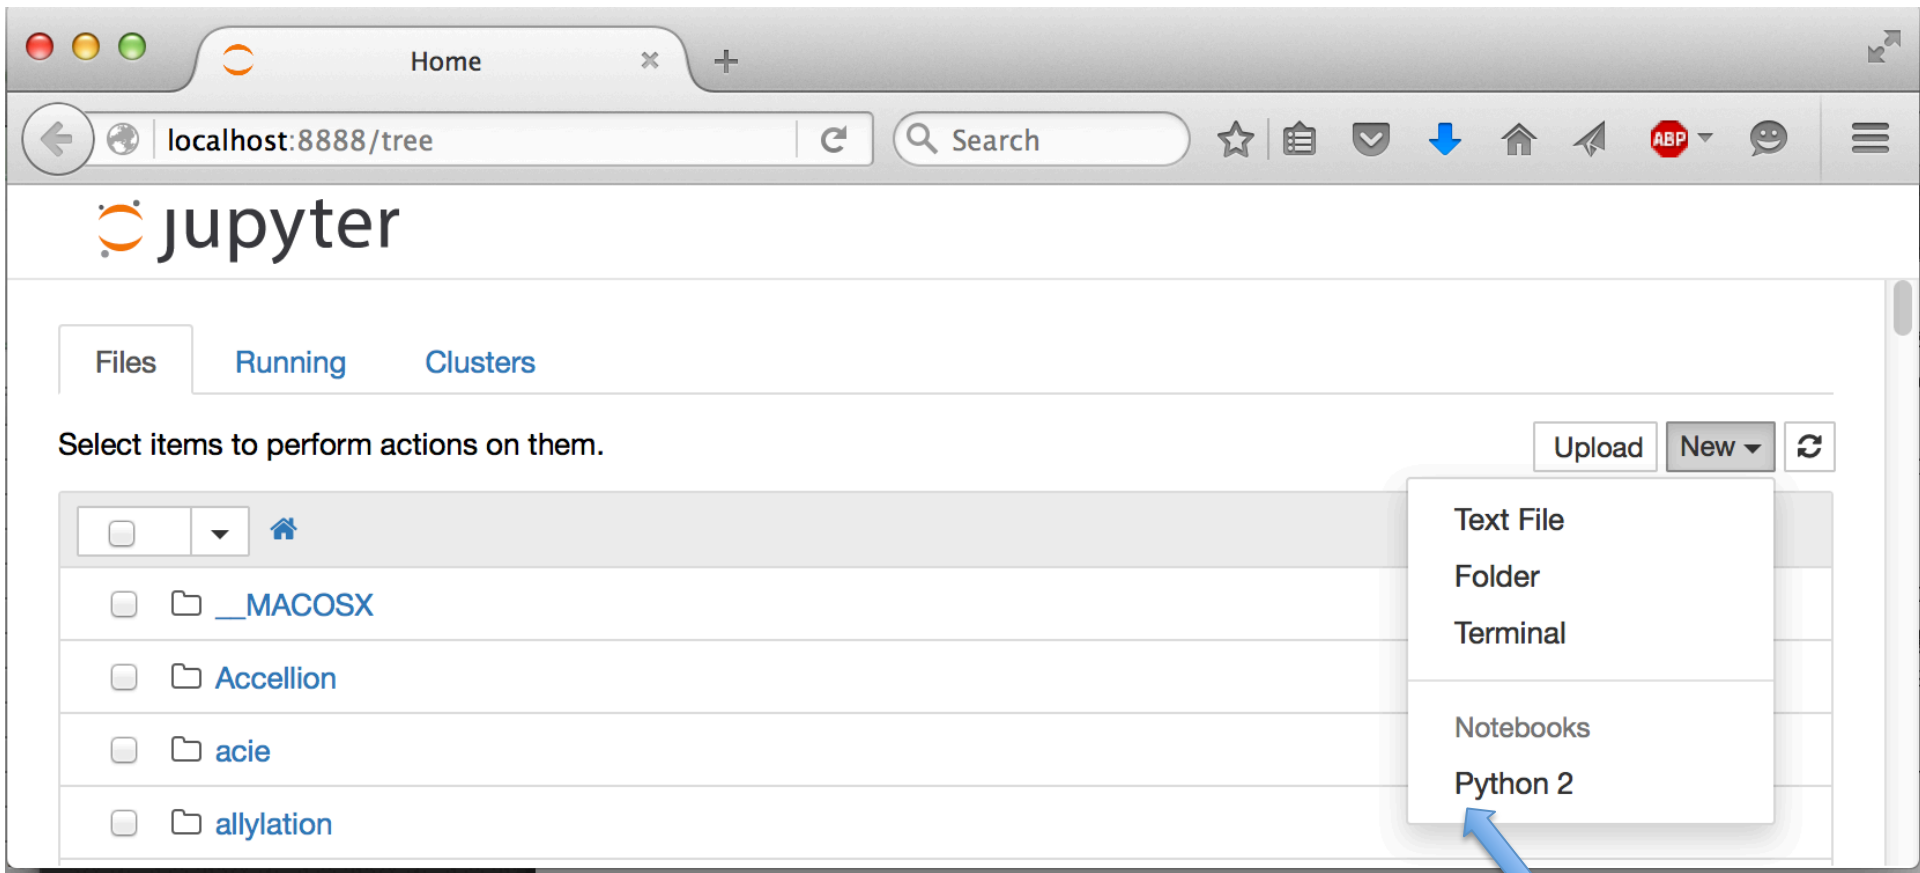 Home
localhost:8888/tree
Search
ABP
jupyter
Files
Running
Clusters
Select items to perform actions on them.
Upload
New
Text File
Folder
Terminal
Notebooks
Python 2
__MACOSX
Accellion
acie
allylation